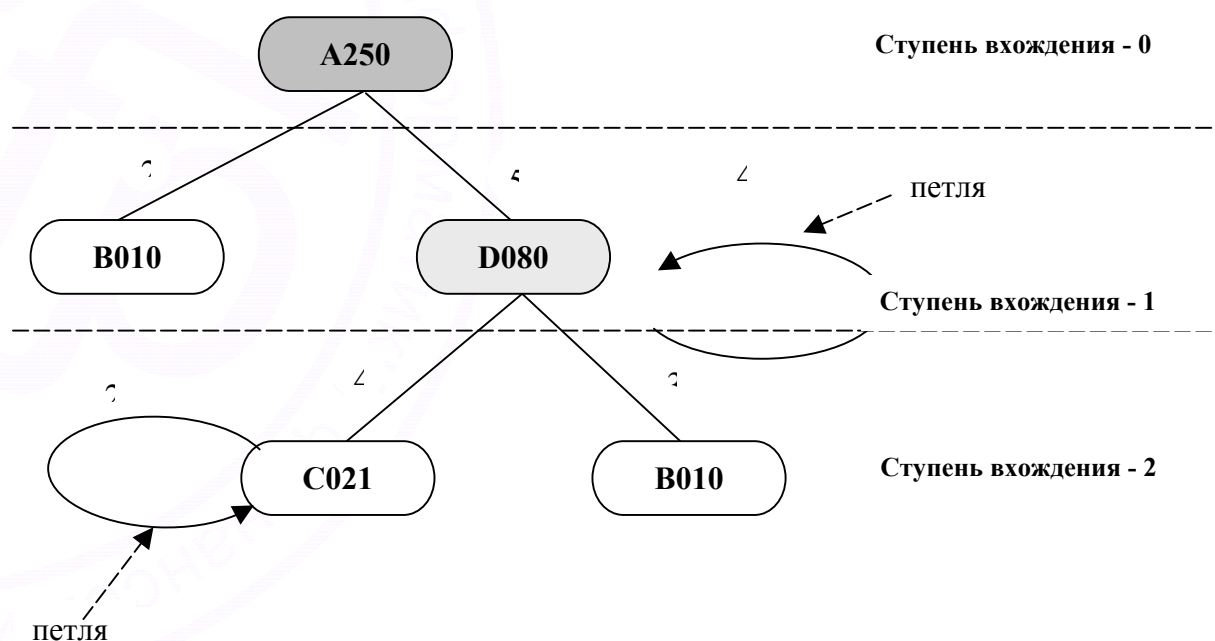 A250
Ступень вхождения - 0
петля
B010
D080
Ступень вхождения - 1
C021
B010
Ступень вхождения - 2
петля